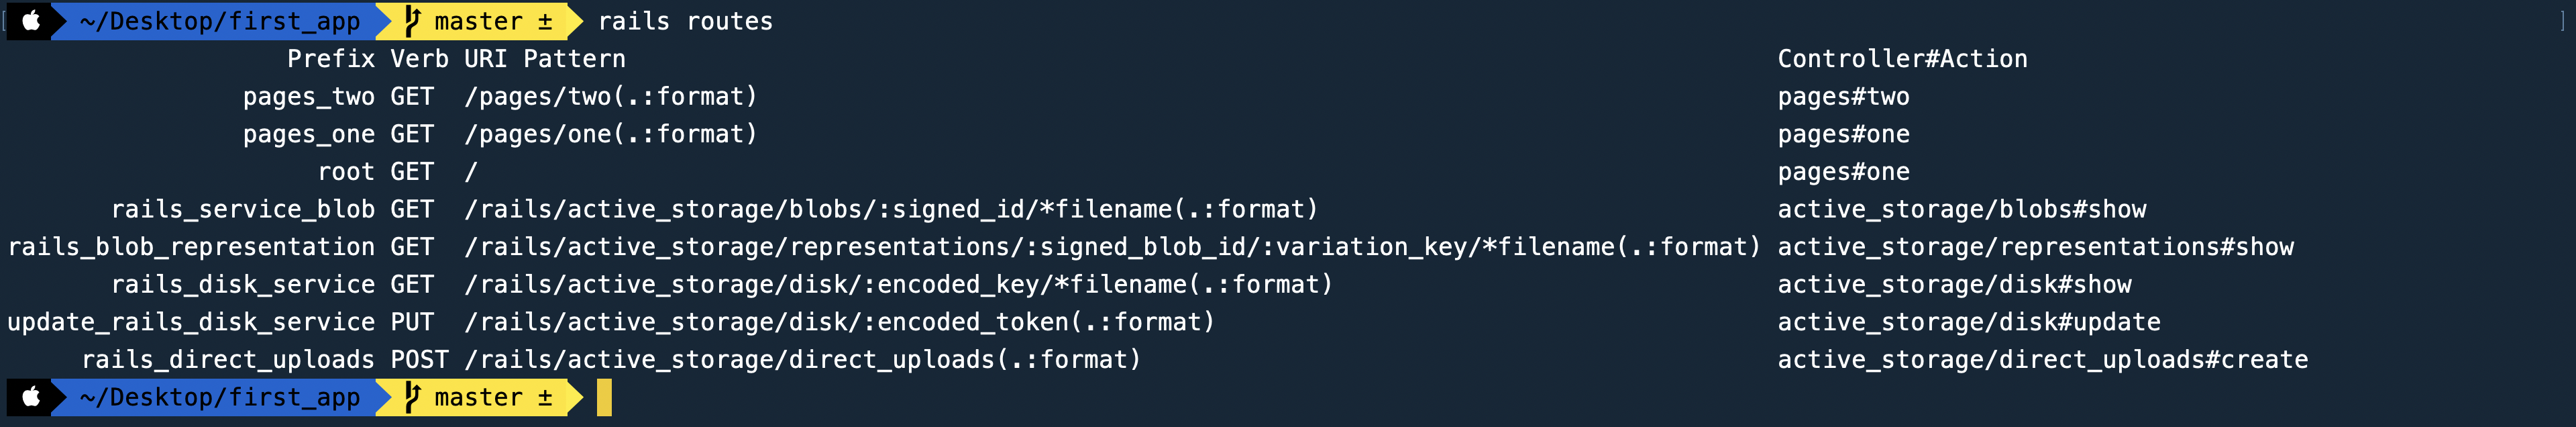 ~/Desktop/first_app master ± rails routes
Prefix Verb URI Pattern Controller#Action
pages_two GET /pages/two(.:format) pages#two
pages_one GET /pages/one(.:format) pages#one
root GET / pages#one
rails_service_blob GET /rails/active_storage/blobs/:signed_id/*filename(.:format) active_storage/blobs#show
rails_blob_representation GET /rails/active_storage/representations/:signed_blob_id/:variation_key/*filename(.:format) active_storage/representations#show
rails_disk_service GET /rails/active_storage/disk/:encoded_key/*filename(.:format) active_storage/disk#show
update_rails_disk_service PUT /rails/active_storage/disk/:encoded_token(.:format) active_storage/disk#update
rails_direct_uploads POST /rails/active_storage/direct_uploads(.:format) active_storage/direct_uploads#create
~/Desktop/first_app master ±